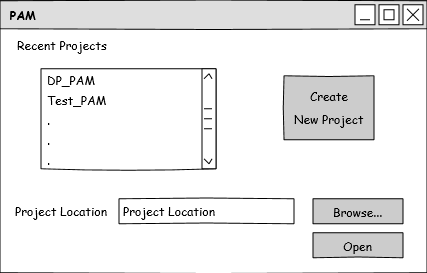 PAM
Recent Projects
DP_PAM
Test_PAM
.
.
.
Create
New Project
Project Location
Project Location
Browse...
Open